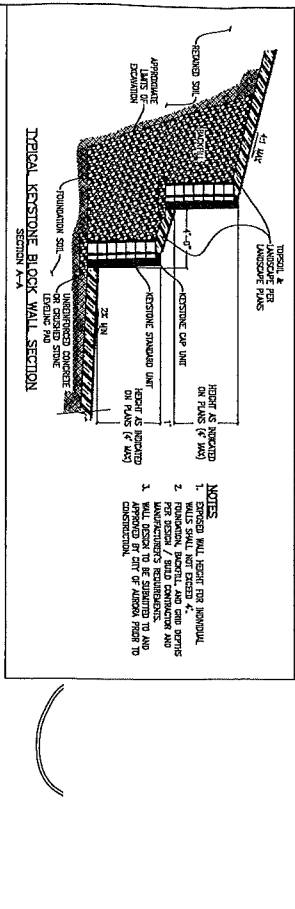 RETAINED SOIL
APPROXIMATE
LIMITS OF
EXCAVATION
BACKFILL
4:1 MAX
TOPSOIL &
LANDSCAPE PER
LANDSCAPE PLANS
4'-0"
HEIGHT AS INDICATED
ON PLANS (4' MAX)
1'
KEYSTONE CAP UNIT
HEIGHT AS INDICATED
ON PLANS (4' MAX)
KEYSTONE STANDARD UNIT
2% MIN
UNREINFORCED CONCRETE
OR CRUSHED STONE
LEVELING PAD
FOUNDATION SOIL
TYPICAL KEYSTONE BLOCK WALL SECTION
SECTION A-A
NOTES
1. EXPOSED WALL HEIGHT FOR INDIVIDUAL
WALLS SHALL NOT EXCEED 4'.
2. FOUNDATION, BACKFILL, AND GRID DEPTHS
PER DESIGN / BUILD CONTRACTOR AND
MANUFACTURER'S REQUIREMENTS.
3. WALL DESIGN TO BE SUBMITTED TO AND
APPROVED BY CITY OF AURORA PRIOR TO
CONSTRUCTION.